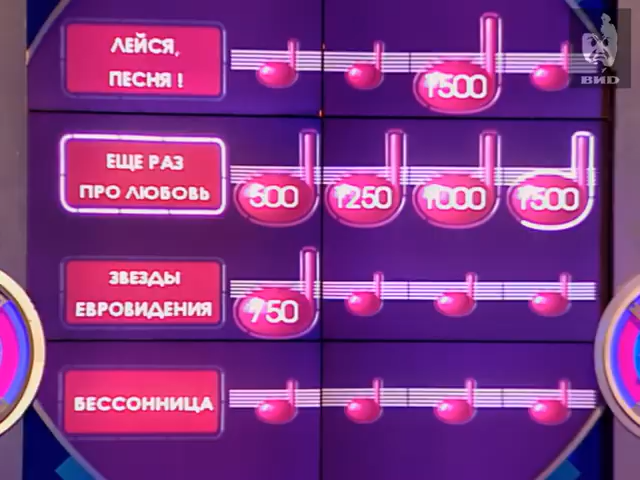 ЛЕЙСЯ,
ПЕСНЯ !
1500
ВИD
ЕЩЕ РАЗ
ПРО ЛЮБОВЬ
500 1250 1000 1500
ЗВЕЗДЫ
ЕВРОВИДЕНИЯ
750
БЕССОННИЦА